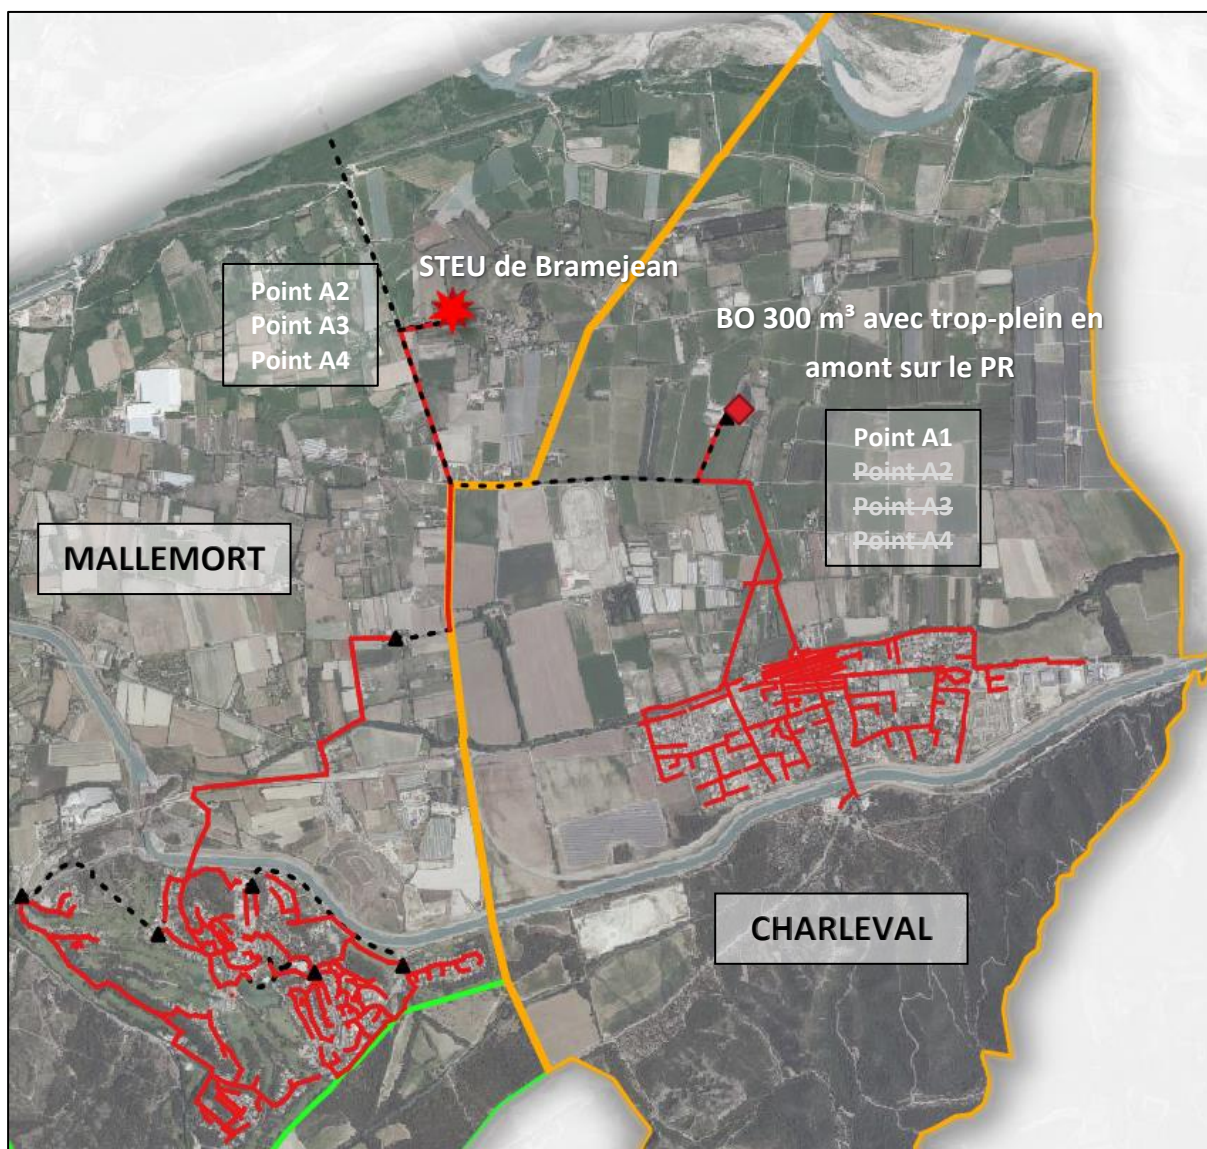 STEU de Bramejean
Point A2
Point A3
Point A4
BO 300 m³ avec trop-plein en
amont sur le PR
Point A1
Point A2
Point A3
Point A4
MALLEMORT
CHARLEVAL